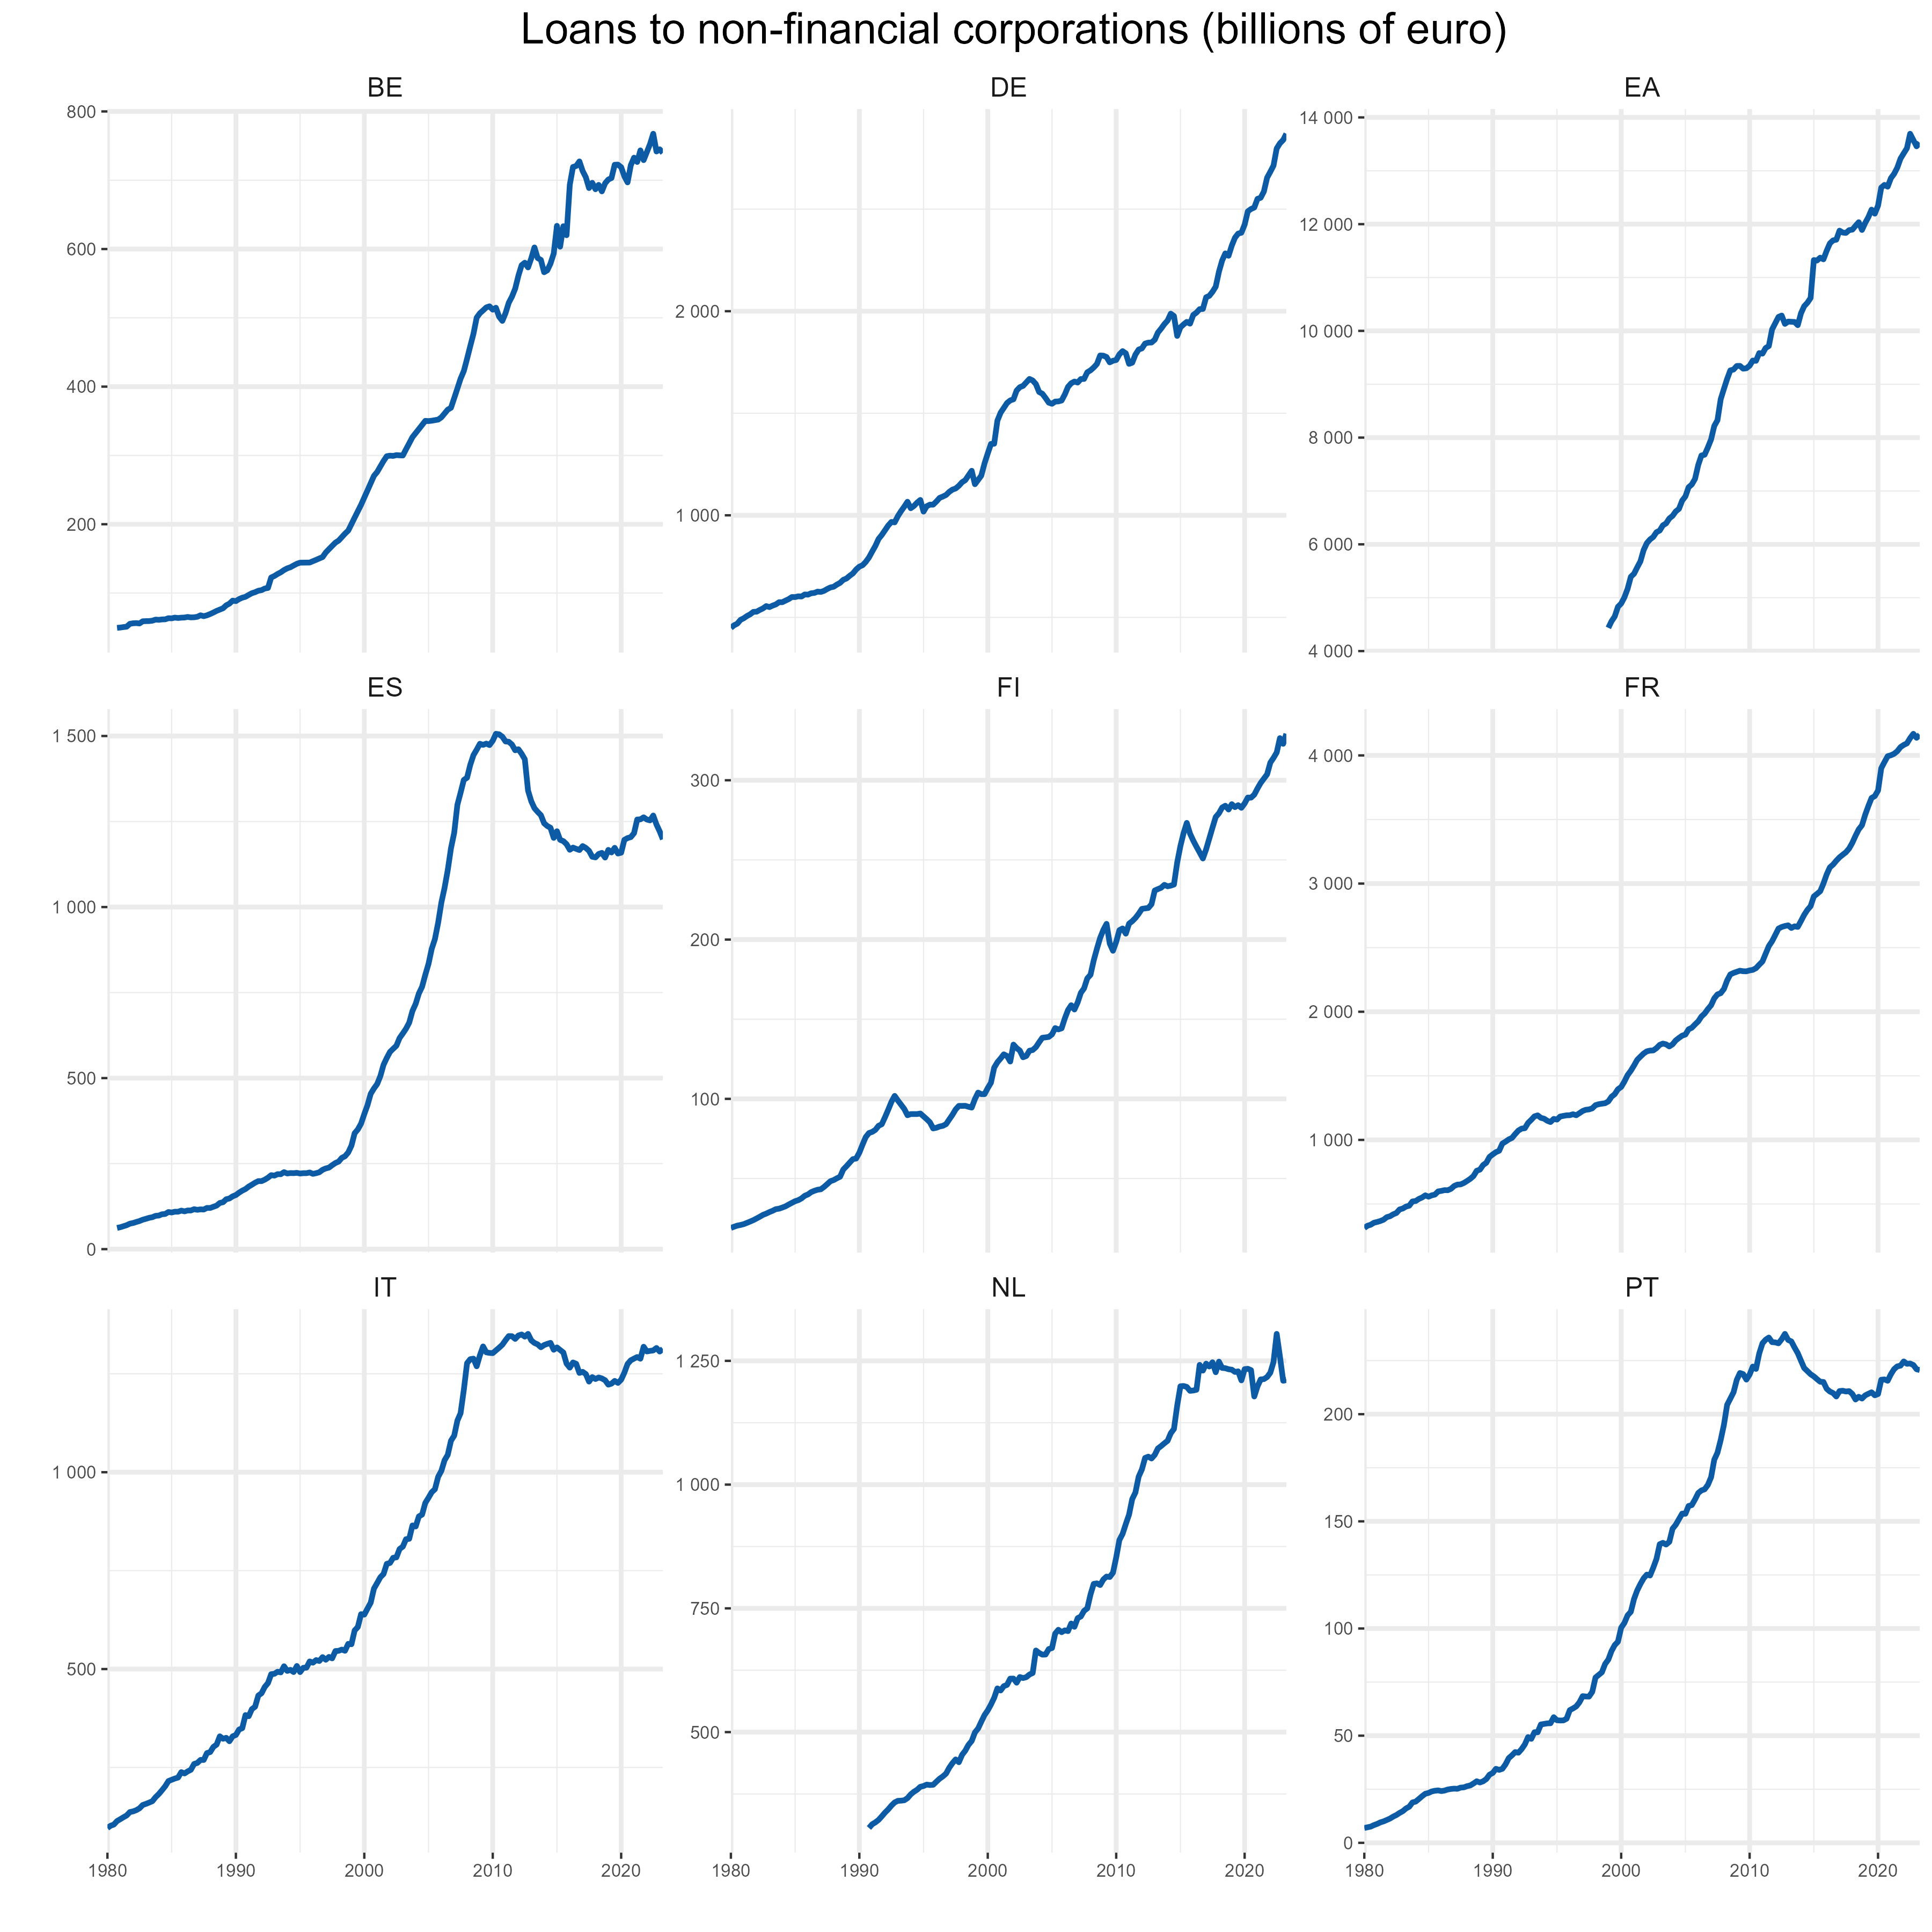 Loans to non-financial corporations (billions of euro)
BE
DE
EA
800
600
400
200
2 000
1 000
14 000
12 000
10 000
8 000
6 000
4 000
ES
FI
FR
1 500
1 000
500
0
300
200
100
4 000
3 000
2 000
1 000
IT
NL
PT
1 000
500
1 250
1 000
750
500
200
150
100
50
0
1980 1990 2000 2010 2020
1980 1990 2000 2010 2020
1980 1990 2000 2010 2020